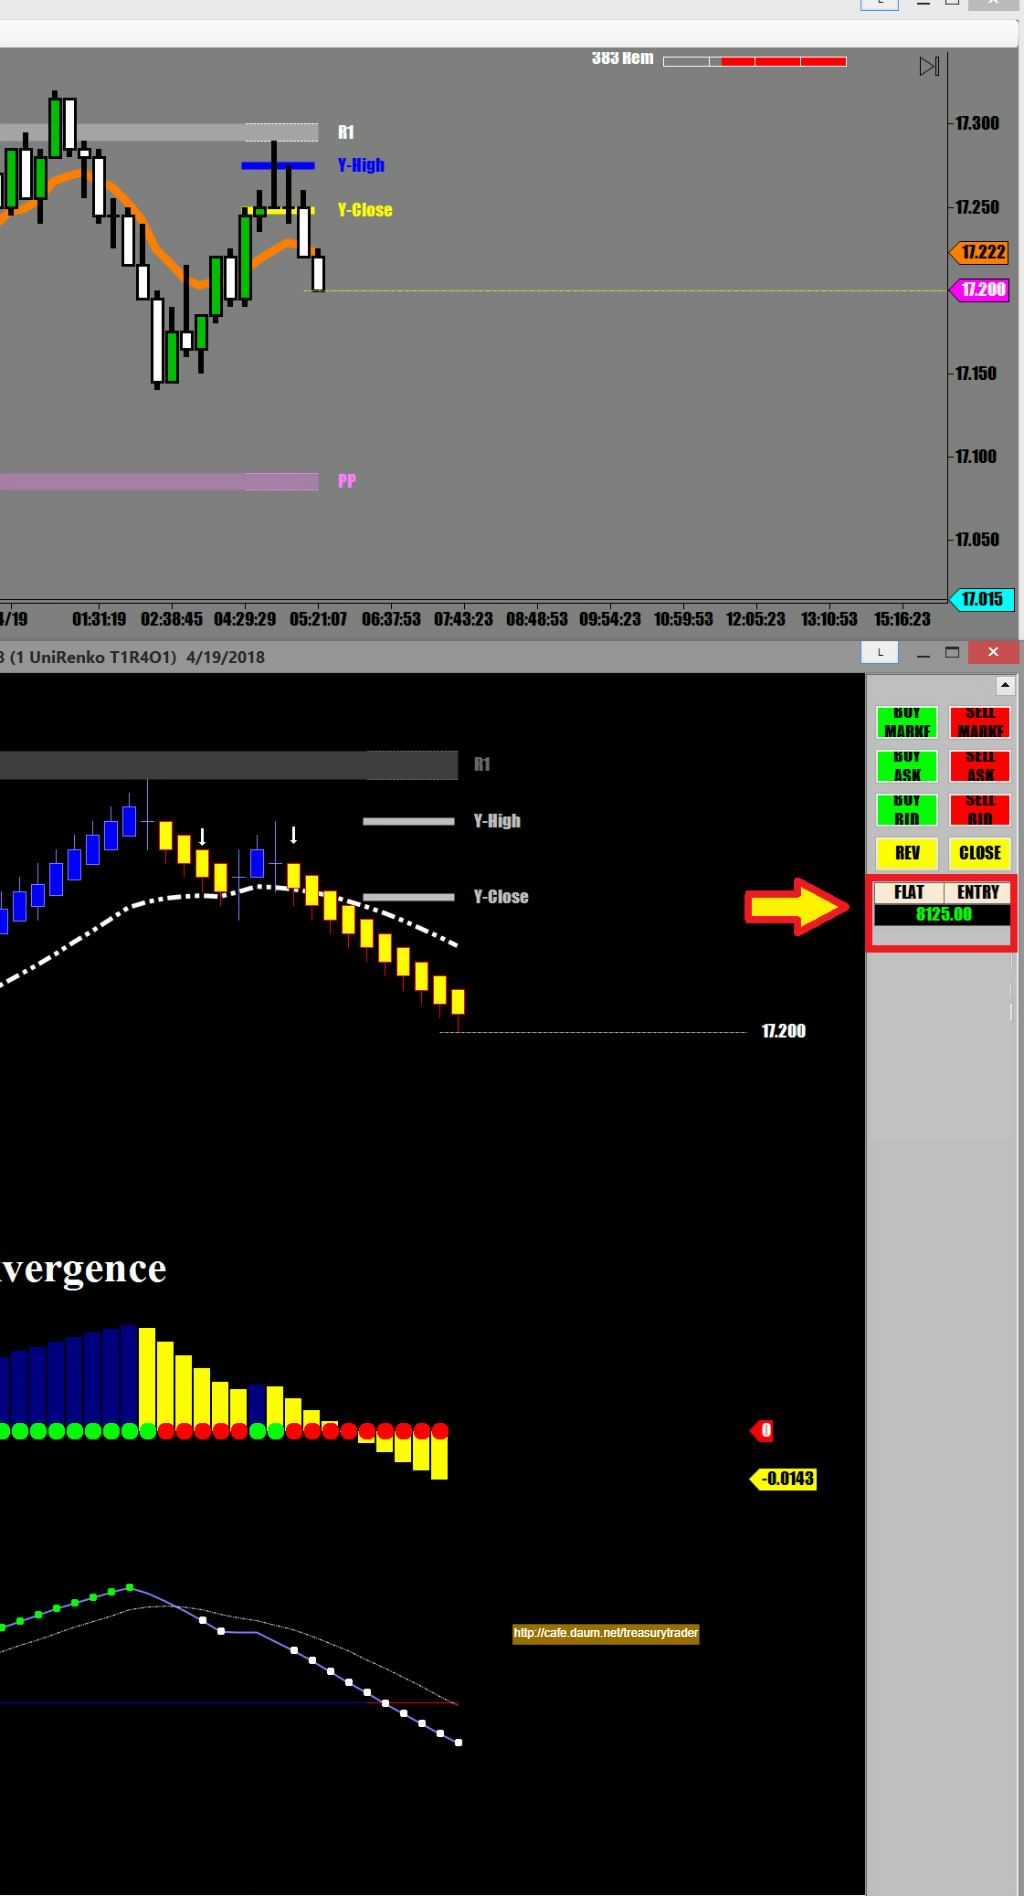 L
383 Rem
R1
17.300
Y-High
Y-Close
17.250
17.222
17.200
17.150
17.100
PP
17.050
17.015
/19 01:31:19 02:38:45 04:29:29 05:21:07 06:37:53 07:43:23 08:48:53 09:54:23 10:59:53 12:05:23 13:10:53 15:16:23
(1 UniRenko T1R4O1) 4/19/2018
L
BUY MARKE
SELL MARKE
BUY ASK
SELL ASK
BUY BID
SELL BID
REV CLOSE
FLAT ENTRY
8125.00
R1
Y-High
Y-Close
17.200
vergence
0
-0.0143
http://cafe.daum.net/treasurytrader